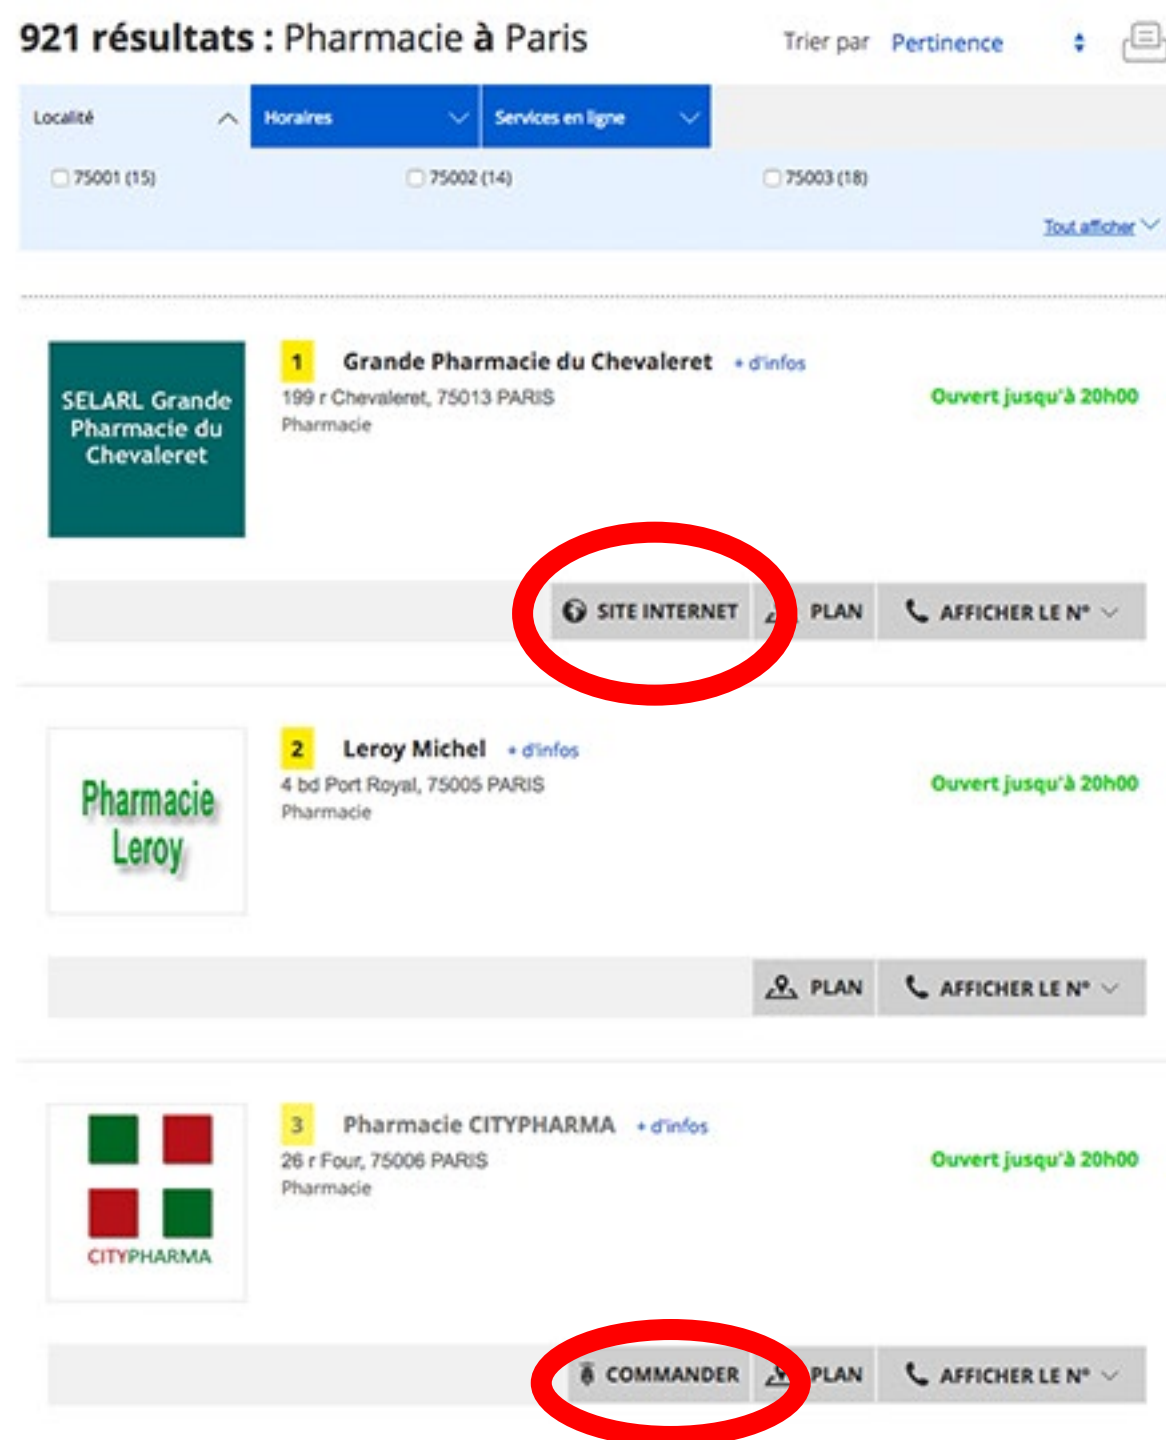 921 résultats : Pharmacie à Paris
Trier par Pertinence
Localité
Horaires
Services en ligne
75001 (15)
75002 (14)
75003 (18)
Tout afficher
SELARL Grande
Pharmacie du
Chevaleret
1 Grande Pharmacie du Chevaleret + d'infos
199 r Chevaleret, 75013 PARIS
Pharmacie
Ouvert jusqu'à 20h00
SITE INTERNET
PLAN
AFFICHER LE N°
Pharmacie
Leroy
2 Leroy Michel + d'infos
4 bd Port Royal, 75005 PARIS
Pharmacie
Ouvert jusqu'à 20h00
PLAN
AFFICHER LE N°
CITYPHARMA
3 Pharmacie CITYPHARMA + d'infos
26 r Four, 75006 PARIS
Pharmacie
Ouvert jusqu'à 20h00
COMMANDER
PLAN
AFFICHER LE N°